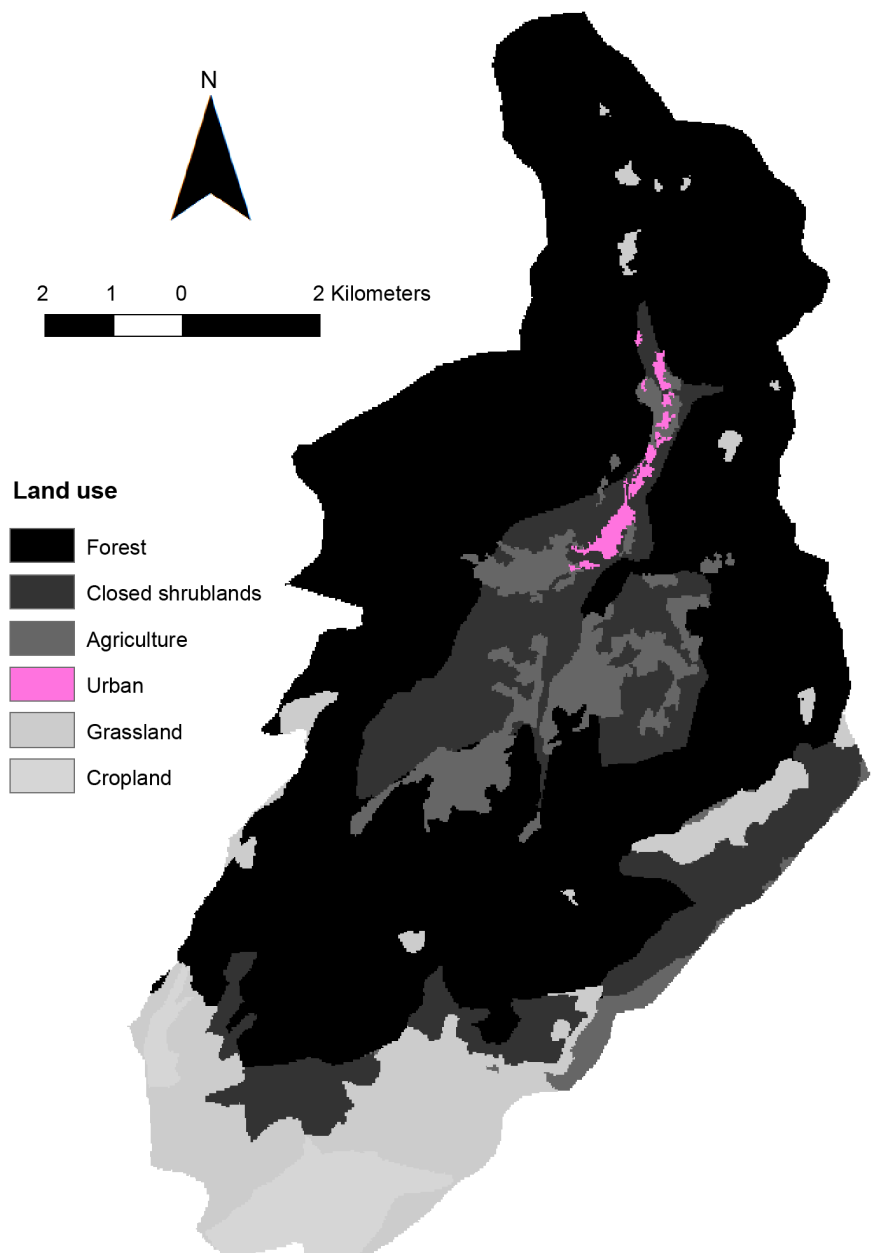 N
2 1 0 2 Kilometers
Land use
Forest
Closed shrublands
Agriculture
Urban
Grassland
Cropland